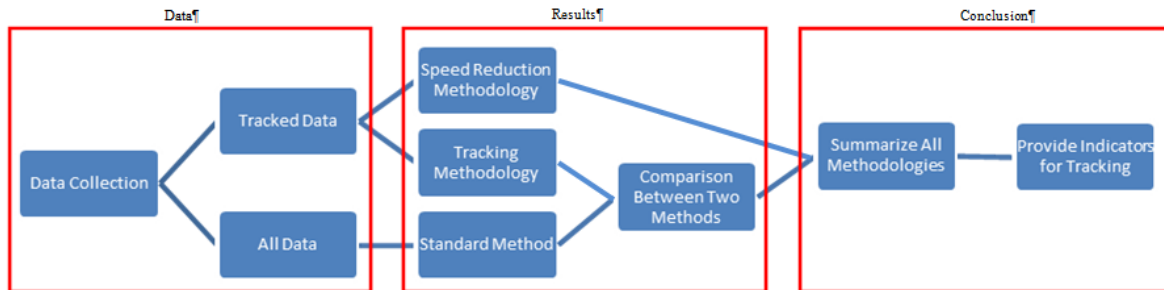 Data¶
Results¶
Conclusion¶
Data Collection
Tracked Data
All Data
Speed Reduction
Methodology
Tracking
Methodology
Standard Method
Comparison
Between Two
Methods
Summarize All
Methodologies
Provide Indicators
for Tracking